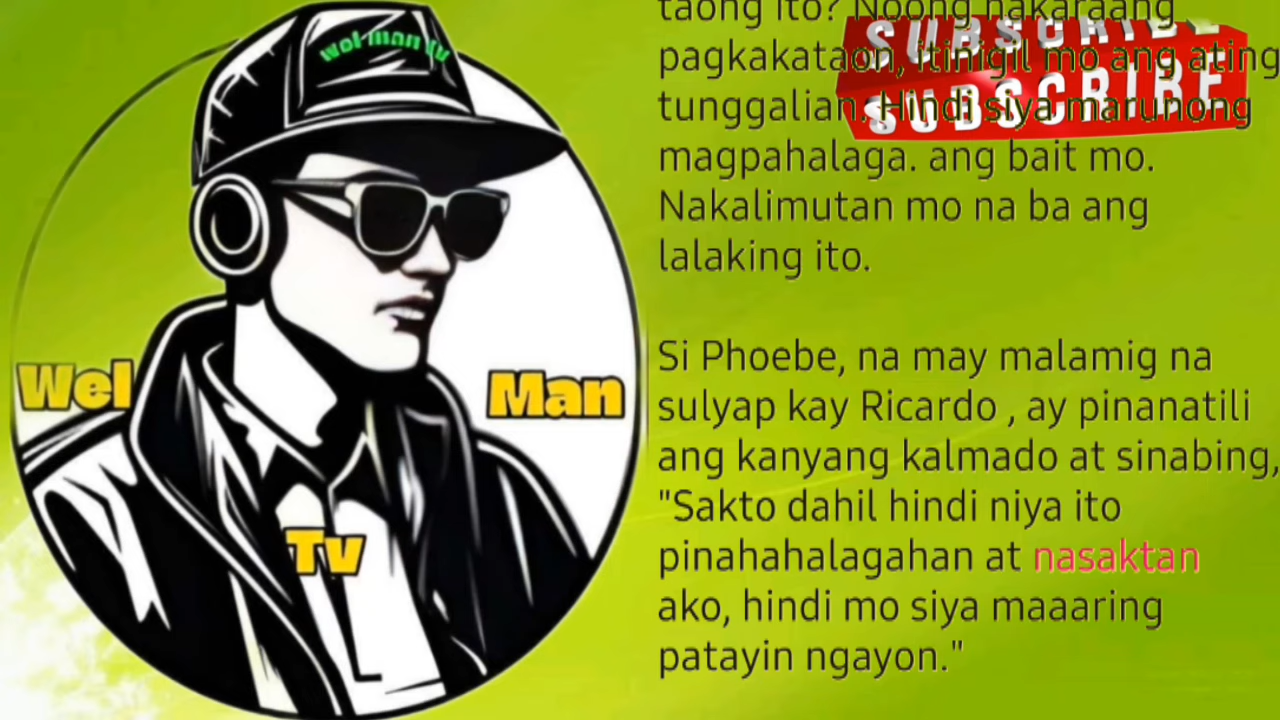 wel man tv
Wel
Man
Tv
SUBSCRIBE
SUBSCRIBE
taong ito? Noong nakaraang
pagkakataon, itinigil mo ang ating
tunggalian. Hindi siya marunong
magpahalaga. ang bait mo.
Nakalimutan mo na ba ang
lalaking ito.
Si Phoebe, na may malamig na
sulyap kay Ricardo , ay pinanatili
ang kanyang kalmado at sinabing,
"Sakto dahil hindi niya ito
pinahahalagahan at nasaktan
ako, hindi mo siya maaaring
patayin ngayon."